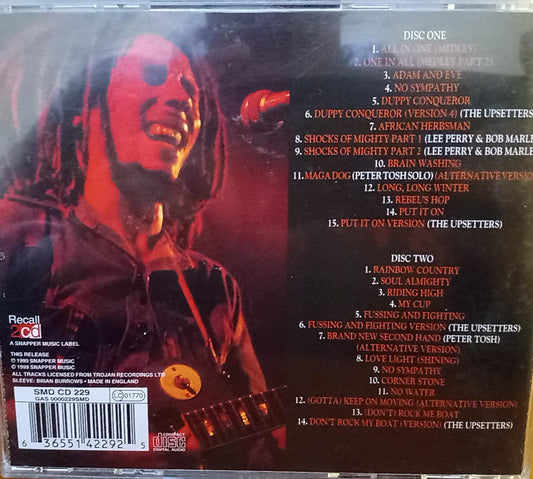 DISC ONE
1. ALL IN ONE (MEDLEY)
2. ONE IN ALL (MEDLEY PART 2)
3. ADAM AND EVE
4. NO SYMPATHY
5. DUPPY CONQUEROR
6. DUPPY CONQUEROR (VERSION 4) (THE UPSETTERS)
7. AFRICAN HERBSMAN
8. SHOCKS OF MIGHTY PART 1 (LEE PERRY & BOB MARLE
9. SHOCKS OF MIGHTY PART 2 (LEE PERRY & BOB MARLE
10. BRAIN WASHING
11. MAGA DOG (PETER TOSH SOLO) (ALTERNATIVE VERSIO
12. LONG, LONG WINTER
13. REBEL'S HOP
14. PUT IT ON
15. PUT IT ON VERSION (THE UPSETTERS)
DISC TWO
1. RAINBOW COUNTRY
2. SOUL ALMIGHTY
3. RIDING HIGH
4. MY CUP
5. FUSSING AND FIGHTING
6. FUSSING AND FIGHTING VERSION (THE UPSETTERS)
7. BRAND NEW SECOND HAND (PETER TOSH)
(ALTERNATIVE VERSION)
8. LOVE LIGHT (SHINING)
9. NO SYMPATHY
10. CORNER STONE
11. NO WATER
12. (GOTTA) KEEP ON MOVING (ALTERNATIVE VERSION)
13. (DON'T) ROCK ME BOAT
14. DON'T ROCK MY BOAT (VERSION) (THE UPSETTERS)
Recall
2cd
A SNAPPER MUSIC LABEL
THIS RELEASE
℗ 1999 SNAPPER MUSIC
© 1999 SNAPPER MUSIC
ALL TRACKS LICENSED FROM TROJAN RECORDINGS LTD
SLEEVE: BRIAN BURROWS • MADE IN ENGLAND
SMD CD 229
GAS 0000229SMD
LC 01770
6 36551 42292 5
COMPACT
disc
DIGITAL AUDIO